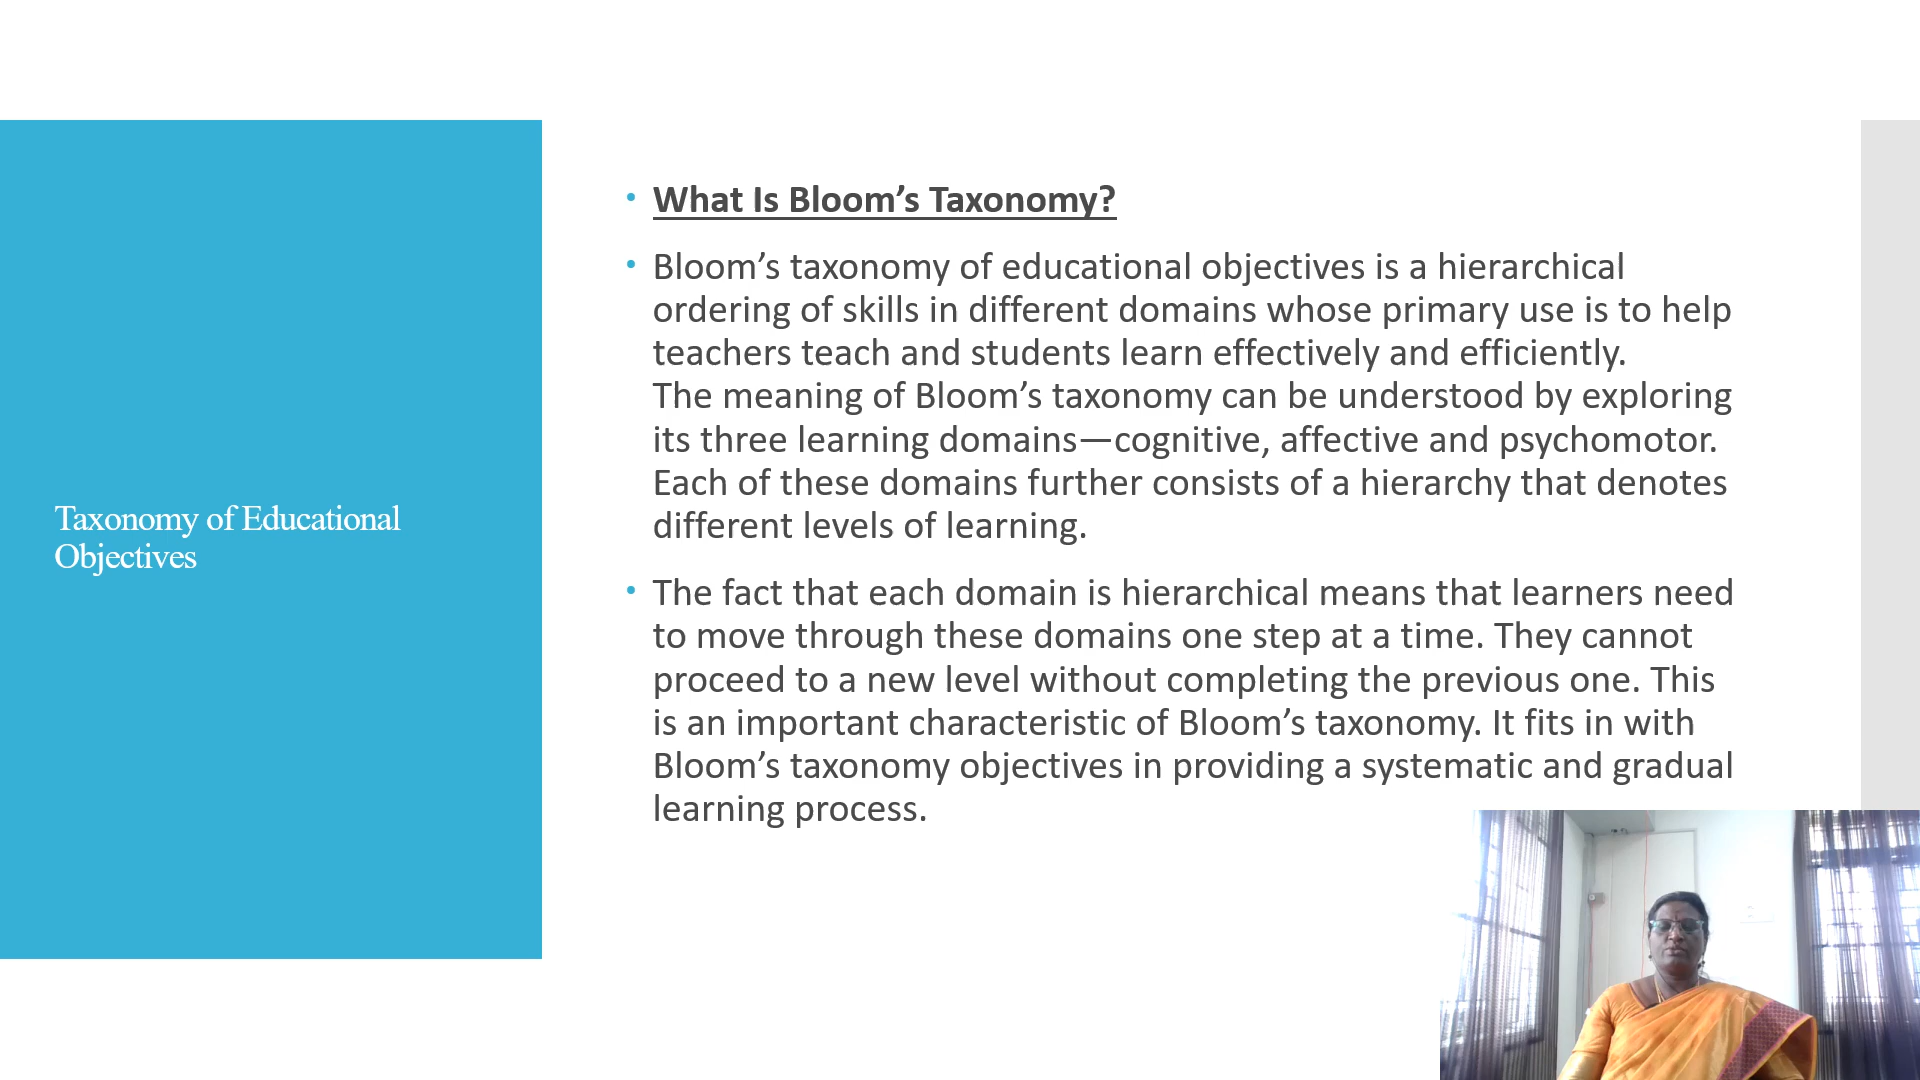 Taxonomy of Educational
Objectives
• What Is Bloom’s Taxonomy?
• Bloom’s taxonomy of educational objectives is a hierarchical
ordering of skills in different domains whose primary use is to help
teachers teach and students learn effectively and efficiently.
The meaning of Bloom’s taxonomy can be understood by exploring
its three learning domains—cognitive, affective and psychomotor.
Each of these domains further consists of a hierarchy that denotes
different levels of learning.
• The fact that each domain is hierarchical means that learners need
to move through these domains one step at a time. They cannot
proceed to a new level without completing the previous one. This
is an important characteristic of Bloom’s taxonomy. It fits in with
Bloom’s taxonomy objectives in providing a systematic and gradual
learning process.